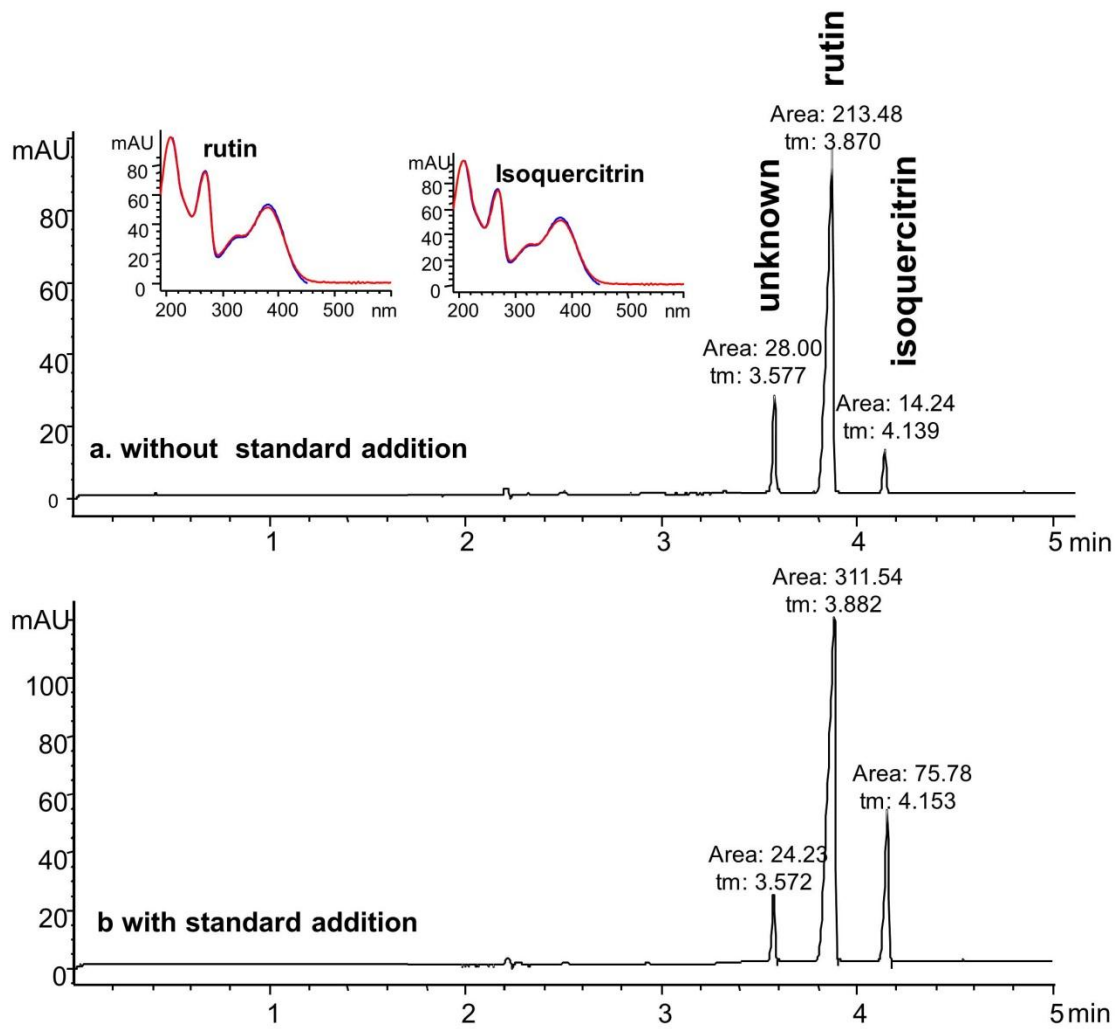 rutin
Area: 213.48
tm: 3.870
unknown
isoquercitrin
mAU
80
60
40
20
0
mAU
rutin
80
60
40
20
0
200 300 400 500 nm
mAU
Isoquercitrin
80
60
40
20
0
200 300 400 500 nm
Area: 28.00
tm: 3.577
Area: 14.24
tm: 4.139
a. without standard addition
1 2 3 4 5 min
Area: 311.54
tm: 3.882
mAU
100
80
60
40
20
0
Area: 75.78
tm: 4.153
Area: 24.23
tm: 3.572
b with standard addition
1 2 3 4 5 min